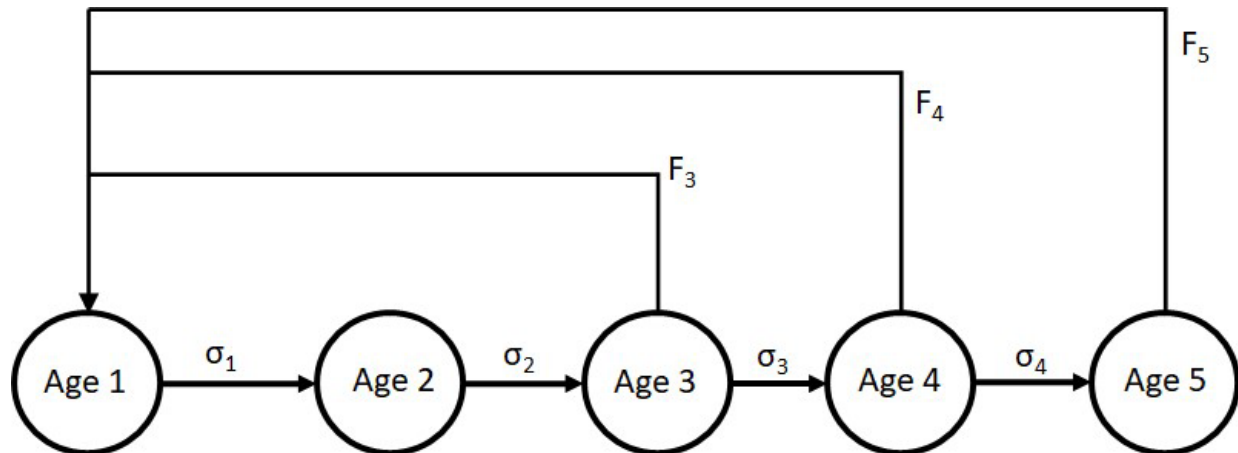 F₅
F₄
F₃
Age 1 σ₁ Age 2 σ₂ Age 3 σ₃ Age 4 σ₄ Age 5